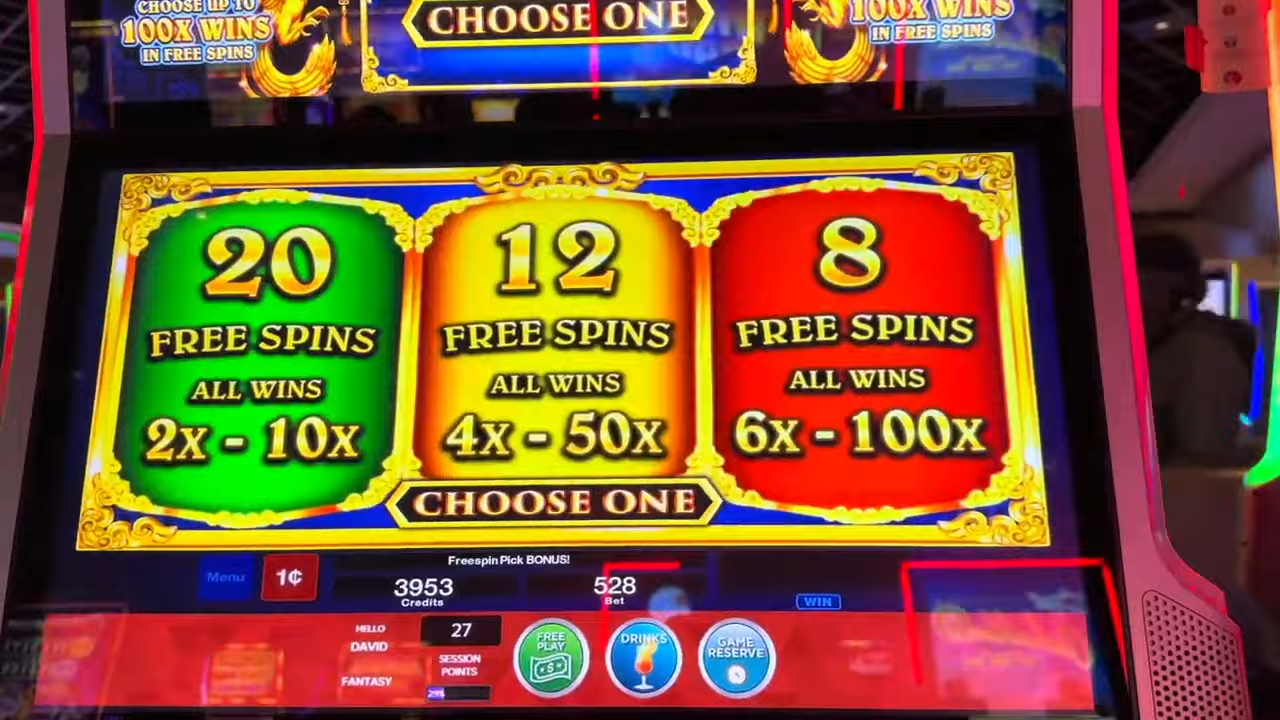 CHOOSE UP TO
100X WINS
IN FREE SPINS
CHOOSE ONE
100X WINS
IN FREE SPINS
20
FREE SPINS
ALL WINS
2X - 10X
12
FREE SPINS
ALL WINS
4X - 50X
8
FREE SPINS
ALL WINS
6X - 100X
CHOOSE ONE
Freespin Pick BONUS!
Menu
1¢
3953
Credits
528
Bet
WIN
HELLO
DAVID
FANTASY
27
SESSION
POINTS
29%
FREE
PLAY
DRINKS
GAME
RESERVE